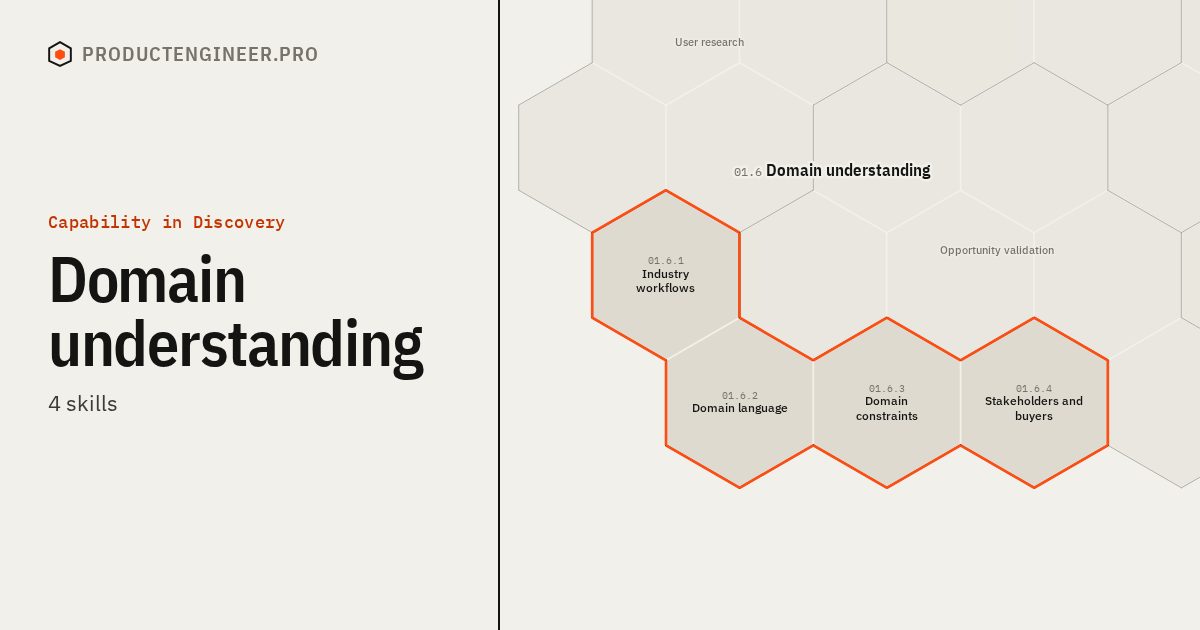 PRODUCTENGINEER.PRO
Capability in Discovery
Domain
understanding
4 skills
User research
01.6 Domain understanding
Opportunity validation
01.6.1
Industry
workflows
01.6.2
Domain language
01.6.3
Domain
constraints
01.6.4
Stakeholders and
buyers